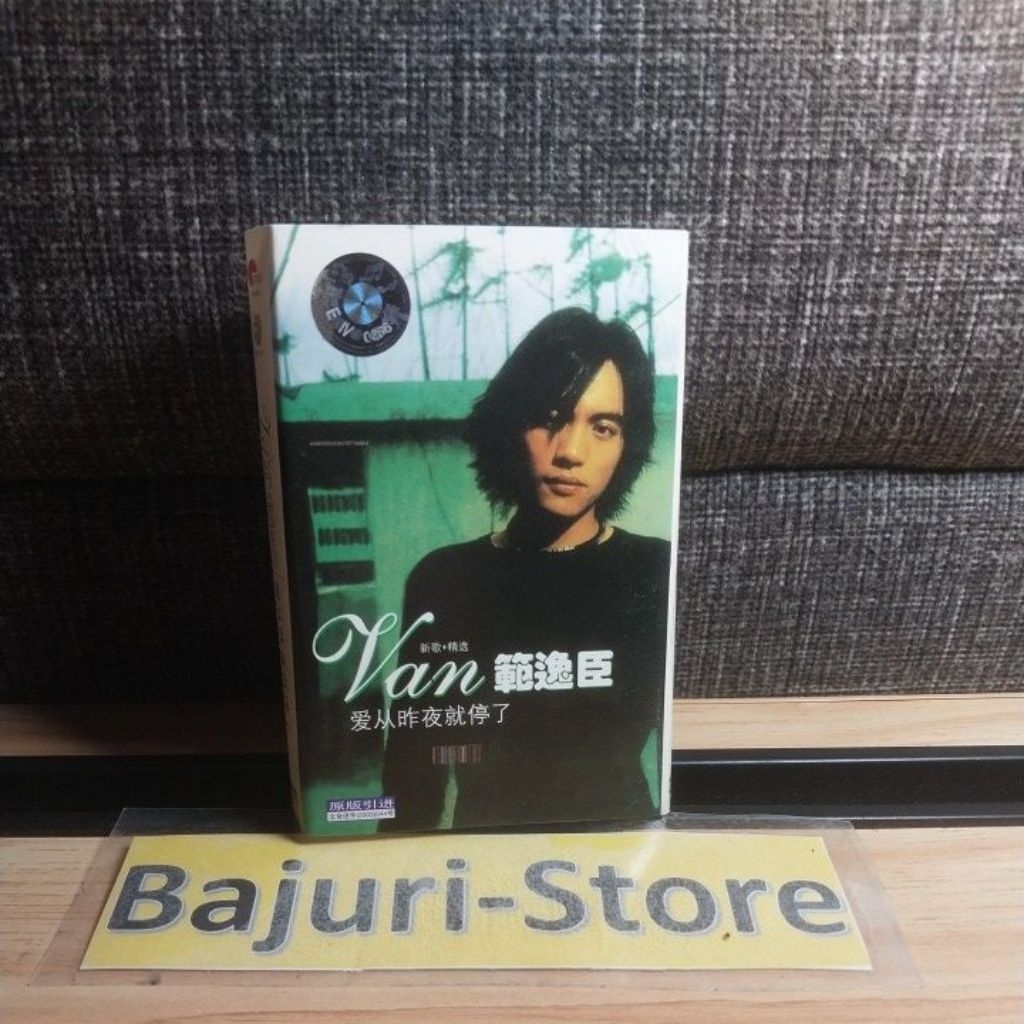 新歌+精选
Van 範逸臣
爱从昨夜就停了
原版引进
Bajuri-Store